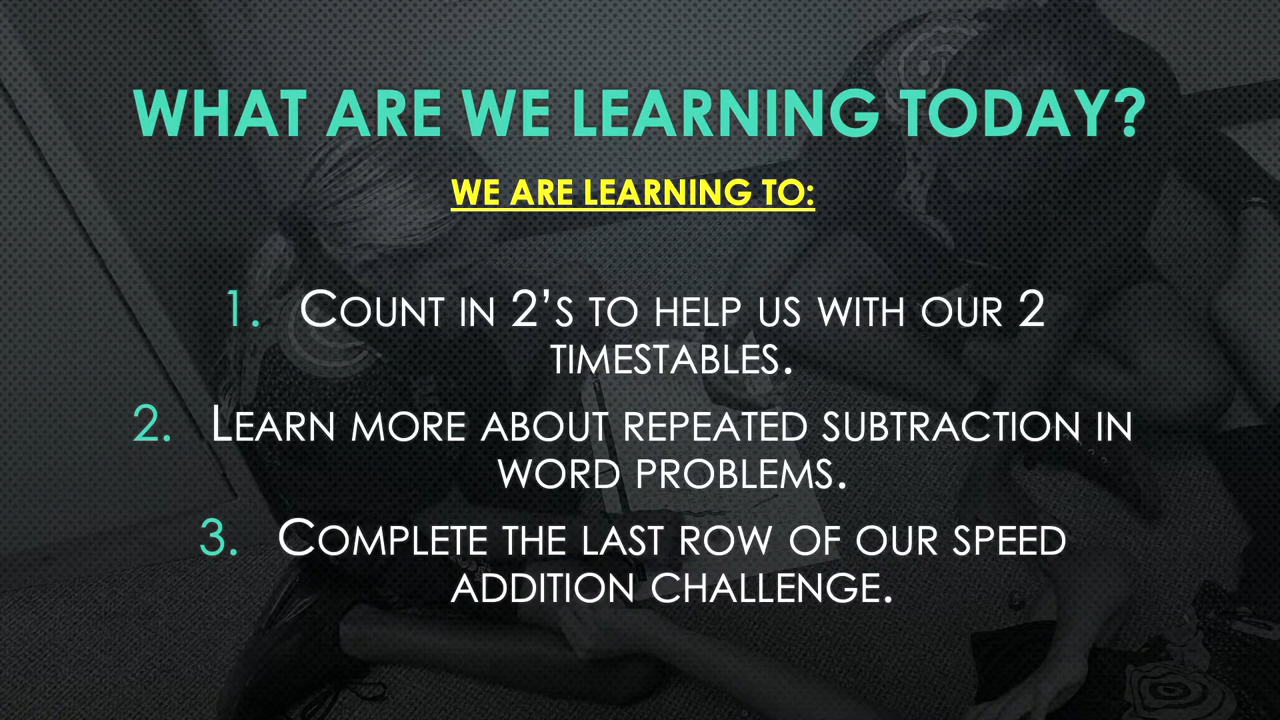 WHAT ARE WE LEARNING TODAY?
WE ARE LEARNING TO:
1. COUNT IN 2'S TO HELP US WITH OUR 2
TIMESTABLES.
2. LEARN MORE ABOUT REPEATED SUBTRACTION IN
WORD PROBLEMS.
3. COMPLETE THE LAST ROW OF OUR SPEED
ADDITION CHALLENGE.